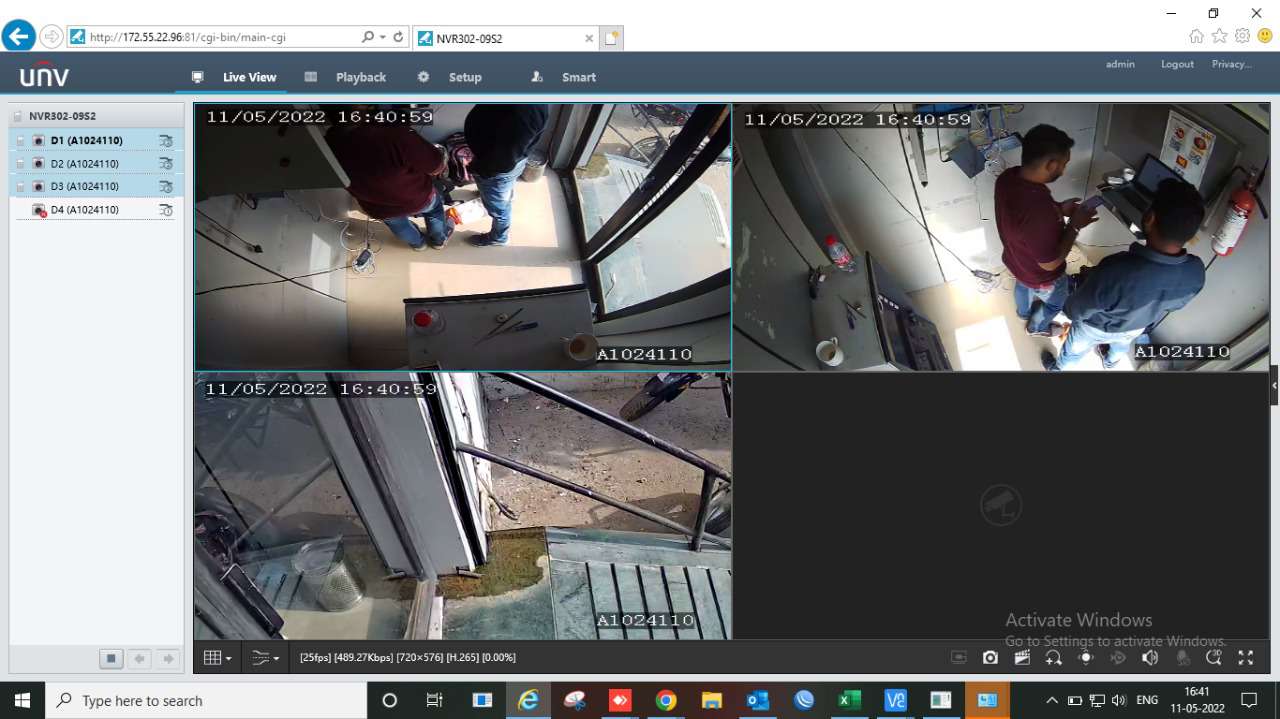 http://172.55.22.96:81/cgi-bin/main-cgi
NVR302-09S2
unv
Live View
Playback
Setup
Smart
admin
Logout
Privacy...
NVR302-09S2
D1 (A1024110)
D2 (A1024110)
D3 (A1024110)
D4 (A1024110)
11/05/2022 16:40:59
A1024110
11/05/2022 16:40:59
A1024110
11/05/2022 16:40:59
A1024110
Activate Windows
Go to Settings to activate Windows.
[25fps] [489.27Kbps] [720×576] [H.265] [0.00%]
Type here to search
ENG
16:41
11-05-2022